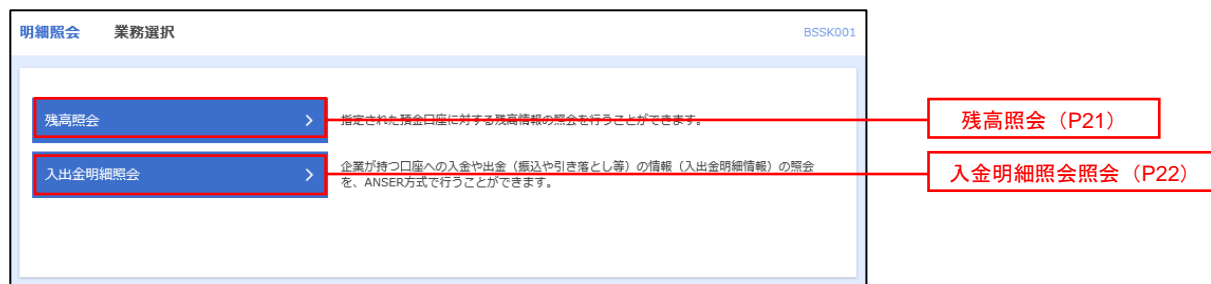 明細照会 業務選択 BSSK001
残高照会
指定された預金口座に対する残高情報の照会を行うことができます。
残高照会（P21）
入出金明細照会
企業が持つ口座への入金や出金（振込や引き落とし等）の情報（入出金明細情報）の照会
を、ANSER方式で行うことができます。
入金明細照会照会（P22）